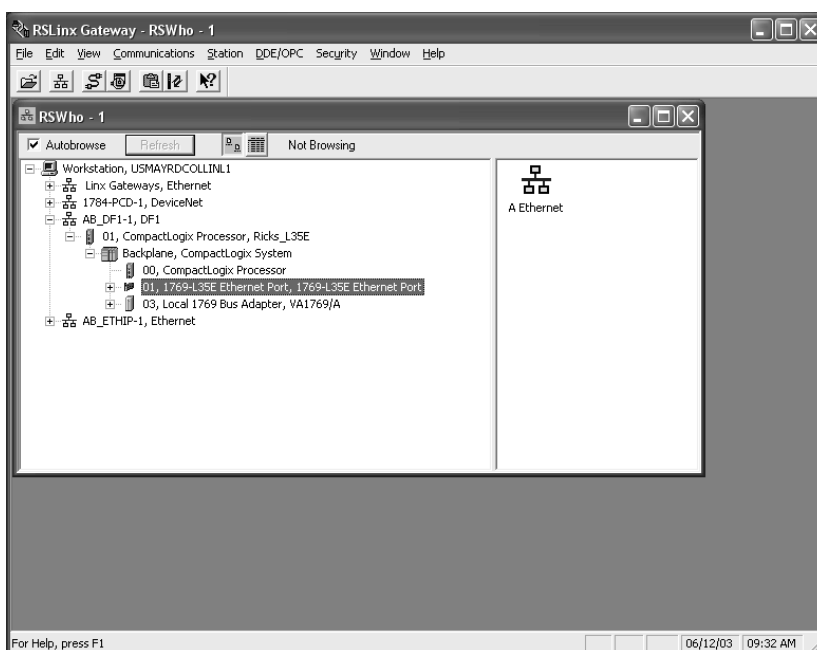 RSLinx Gateway - RSWho - 1
File Edit View Communications Station DDE/OPC Security Window Help
RSWho - 1
Autobrowse Refresh Not Browsing
Workstation, USMAYRDCOLLINL1
Linx Gateways, Ethernet
1784-PCD-1, DeviceNet
AB_DF1-1, DF1
01, CompactLogix Processor, Ricks_L35E
Backplane, CompactLogix System
00, CompactLogix Processor
01, 1769-L35E Ethernet Port, 1769-L35E Ethernet Port
03, Local 1769 Bus Adapter, VA1769/A
AB_ETHIP-1, Ethernet
A Ethernet
For Help, press F1 06/12/03 09:32 AM